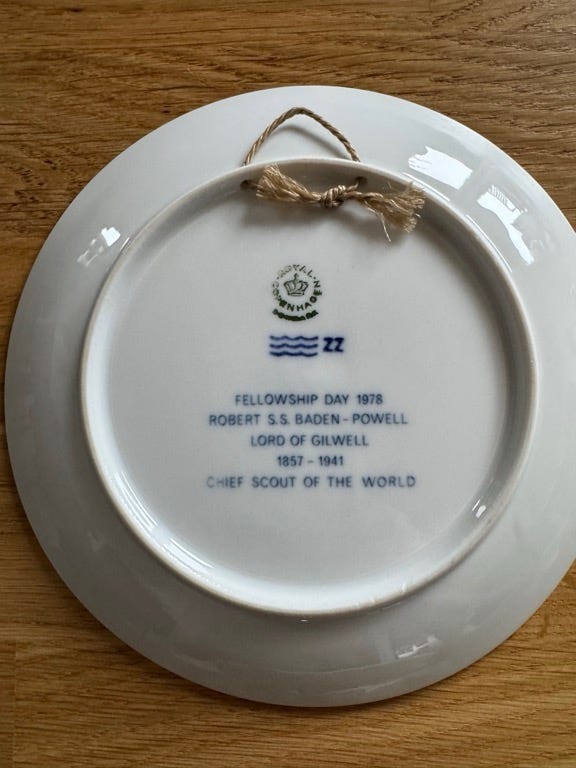 ROYAL COPENHAGEN
DENMARK
ZZ
FELLOWSHIP DAY 1978
ROBERT S.S. BADEN-POWELL
LORD OF GILWELL
1857 - 1941
CHIEF SCOUT OF THE WORLD